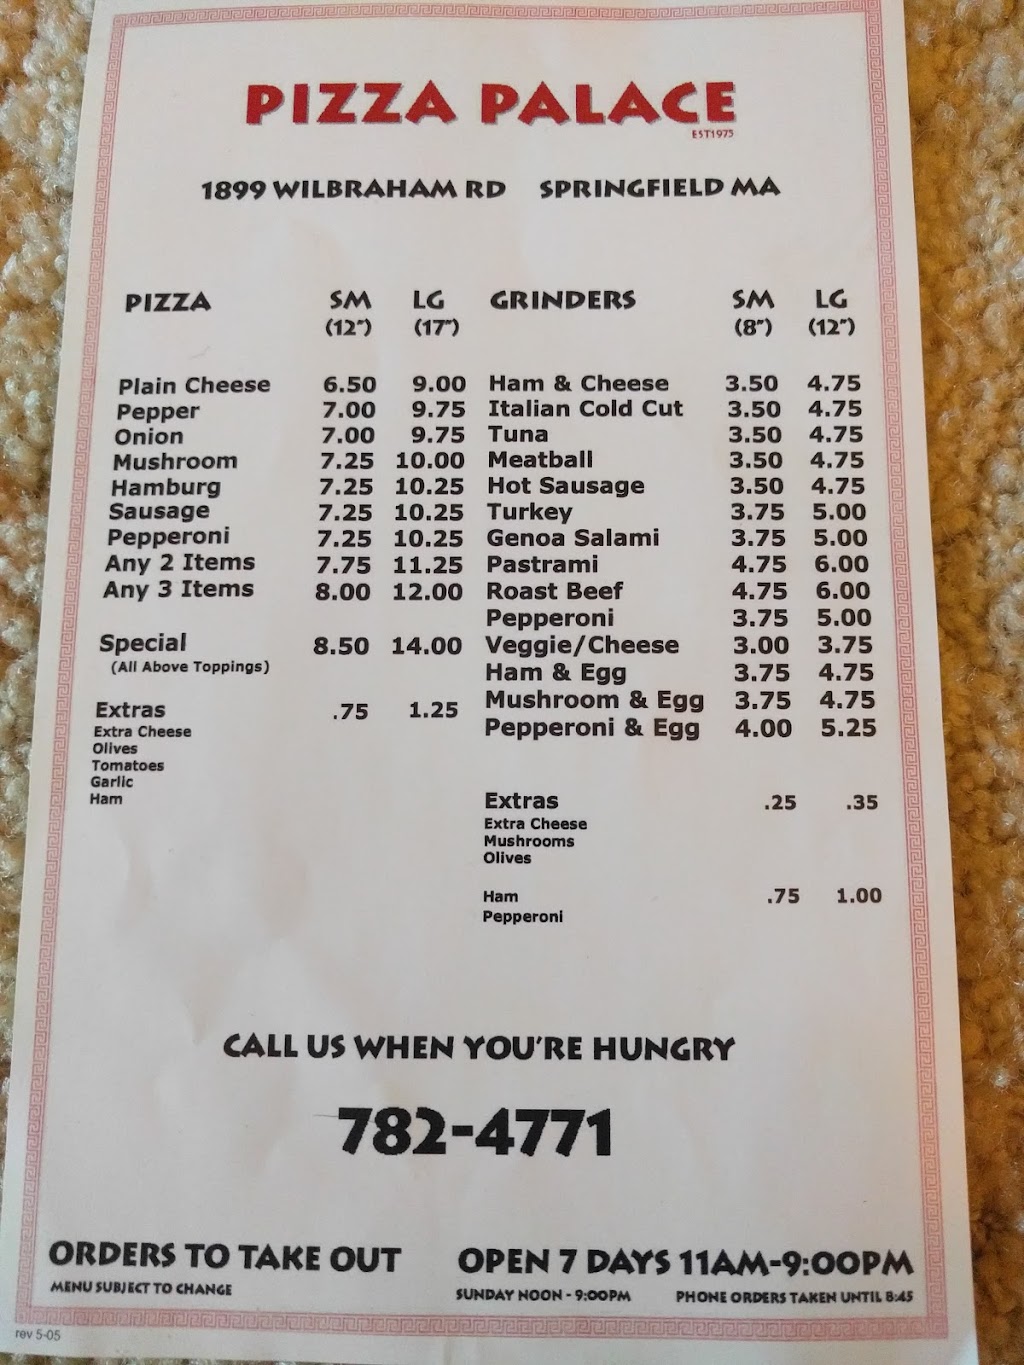 PIZZA PALACE
EST1975
1899 WILBRAHAM RD SPRINGFIELD MA
PIZZA SM LG GRINDERS SM LG
(12") (17") (8") (12")
Plain Cheese 6.50 9.00 Ham & Cheese 3.50 4.75
Pepper 7.00 9.75 Italian Cold Cut 3.50 4.75
Onion 7.00 9.75 Tuna 3.50 4.75
Mushroom 7.25 10.00 Meatball 3.50 4.75
Hamburg 7.25 10.25 Hot Sausage 3.50 4.75
Sausage 7.25 10.25 Turkey 3.75 5.00
Pepperoni 7.25 10.25 Genoa Salami 3.75 5.00
Any 2 Items 7.75 11.25 Pastrami 4.75 6.00
Any 3 Items 8.00 12.00 Roast Beef 4.75 6.00
Pepperoni 3.75 5.00
Special 8.50 14.00 Veggie/Cheese 3.00 3.75
(All Above Toppings) Ham & Egg 3.75 4.75
Extras .75 1.25 Mushroom & Egg 3.75 4.75
Extra Cheese Pepperoni & Egg 4.00 5.25
Olives
Tomatoes
Garlic
Ham
Extras .25 .35
Extra Cheese
Mushrooms
Olives
Ham .75 1.00
Pepperoni
CALL US WHEN YOU'RE HUNGRY
782-4771
ORDERS TO TAKE OUT OPEN 7 DAYS 11AM-9:00PM
MENU SUBJECT TO CHANGE SUNDAY NOON - 9:00PM PHONE ORDERS TAKEN UNTIL 8:45
rev 5-05